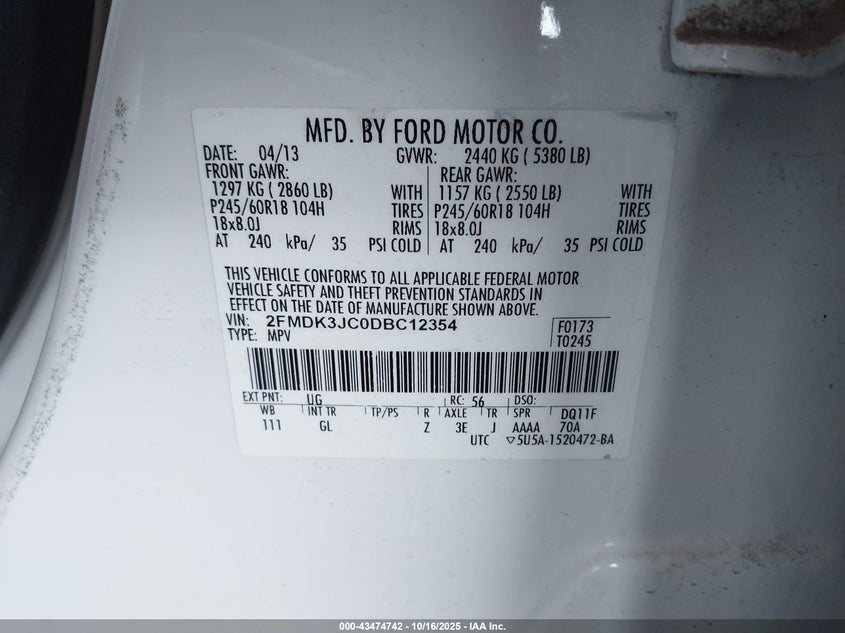 MFD. BY FORD MOTOR CO.
DATE: 04/13 GVWR: 2440 KG ( 5380 LB)
FRONT GAWR: REAR GAWR:
1297 KG ( 2860 LB) WITH 1157 KG ( 2550 LB) WITH
P245/60R18 104H TIRES P245/60R18 104H TIRES
18x8.0J RIMS 18x8.0J RIMS
AT 240 kPa/ 35 PSI COLD AT 240 kPa/ 35 PSI COLD
THIS VEHICLE CONFORMS TO ALL APPLICABLE FEDERAL MOTOR
VEHICLE SAFETY AND THEFT PREVENTION STANDARDS IN
EFFECT ON THE DATE OF MANUFACTURE SHOWN ABOVE.
VIN: 2FMDK3JC0DBC12354 F0173
TYPE: MPV T0245
EXT PNT: UG RC: 56 DSO:
WB INT TR TP/PS R AXLE TR SPR DQ11F
111 GL Z 3E J AAAA 70A
UTC ▽5U5A-1520472-BA
000-43474742 - 10/16/2025 - IAA Inc.